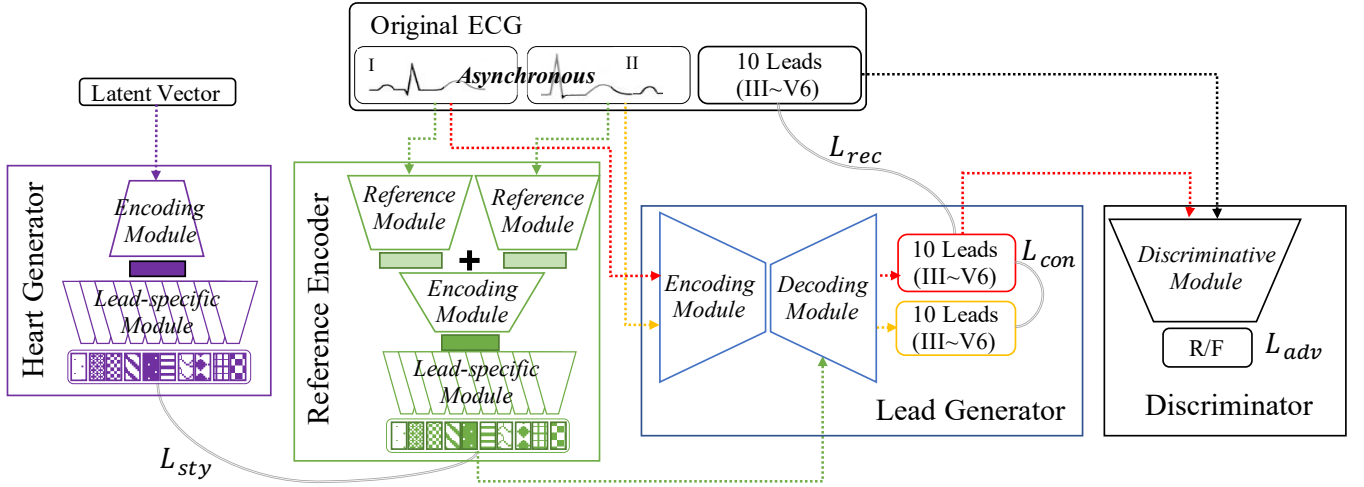 Original ECG
I
Asynchronous
II
10 Leads
(III~V6)
Latent Vector
Heart Generator
Encoding
Module
Lead-specific
Module
L_sty
Reference Encoder
Reference
Module
Reference
Module
+
Encoding
Module
Lead-specific
Module
L_rec
Encoding
Module
Decoding
Module
10 Leads
(III~V6)
10 Leads
(III~V6)
L_con
Lead Generator
Discriminative
Module
R/F
L_adv
Discriminator